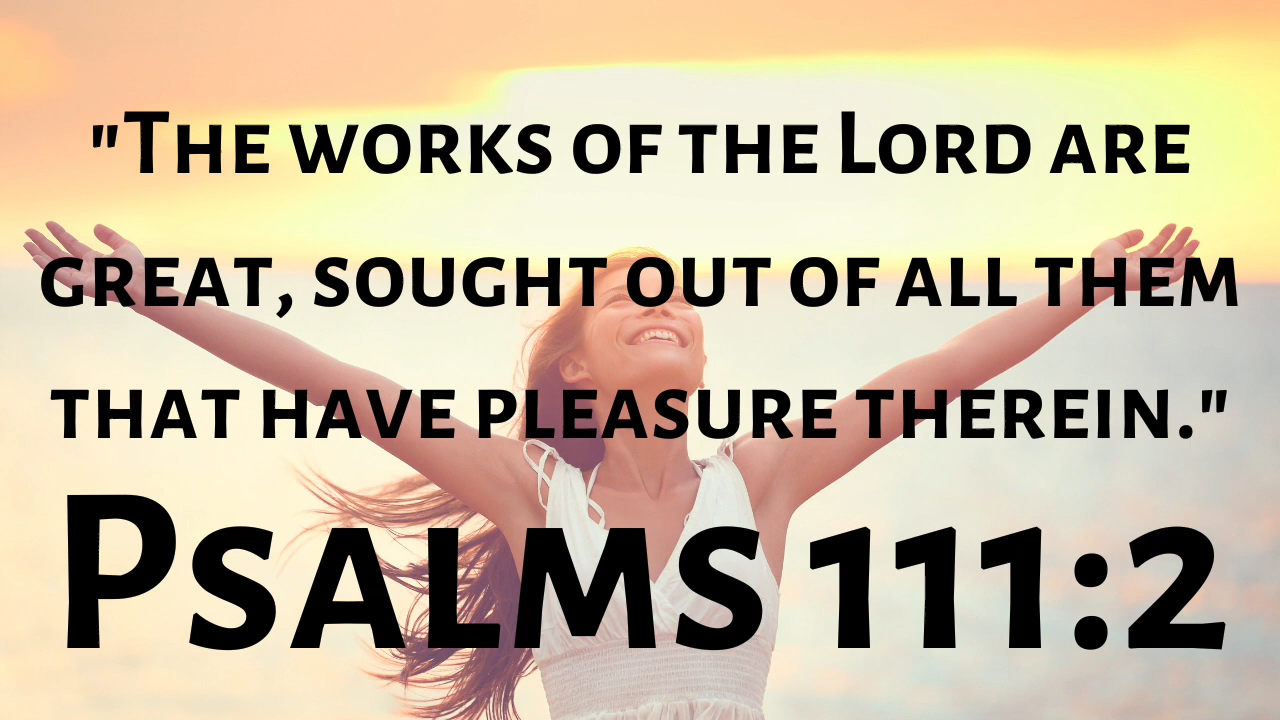 "The works of the Lord are
great, sought out of all them
that have pleasure therein."
Psalms 111:2